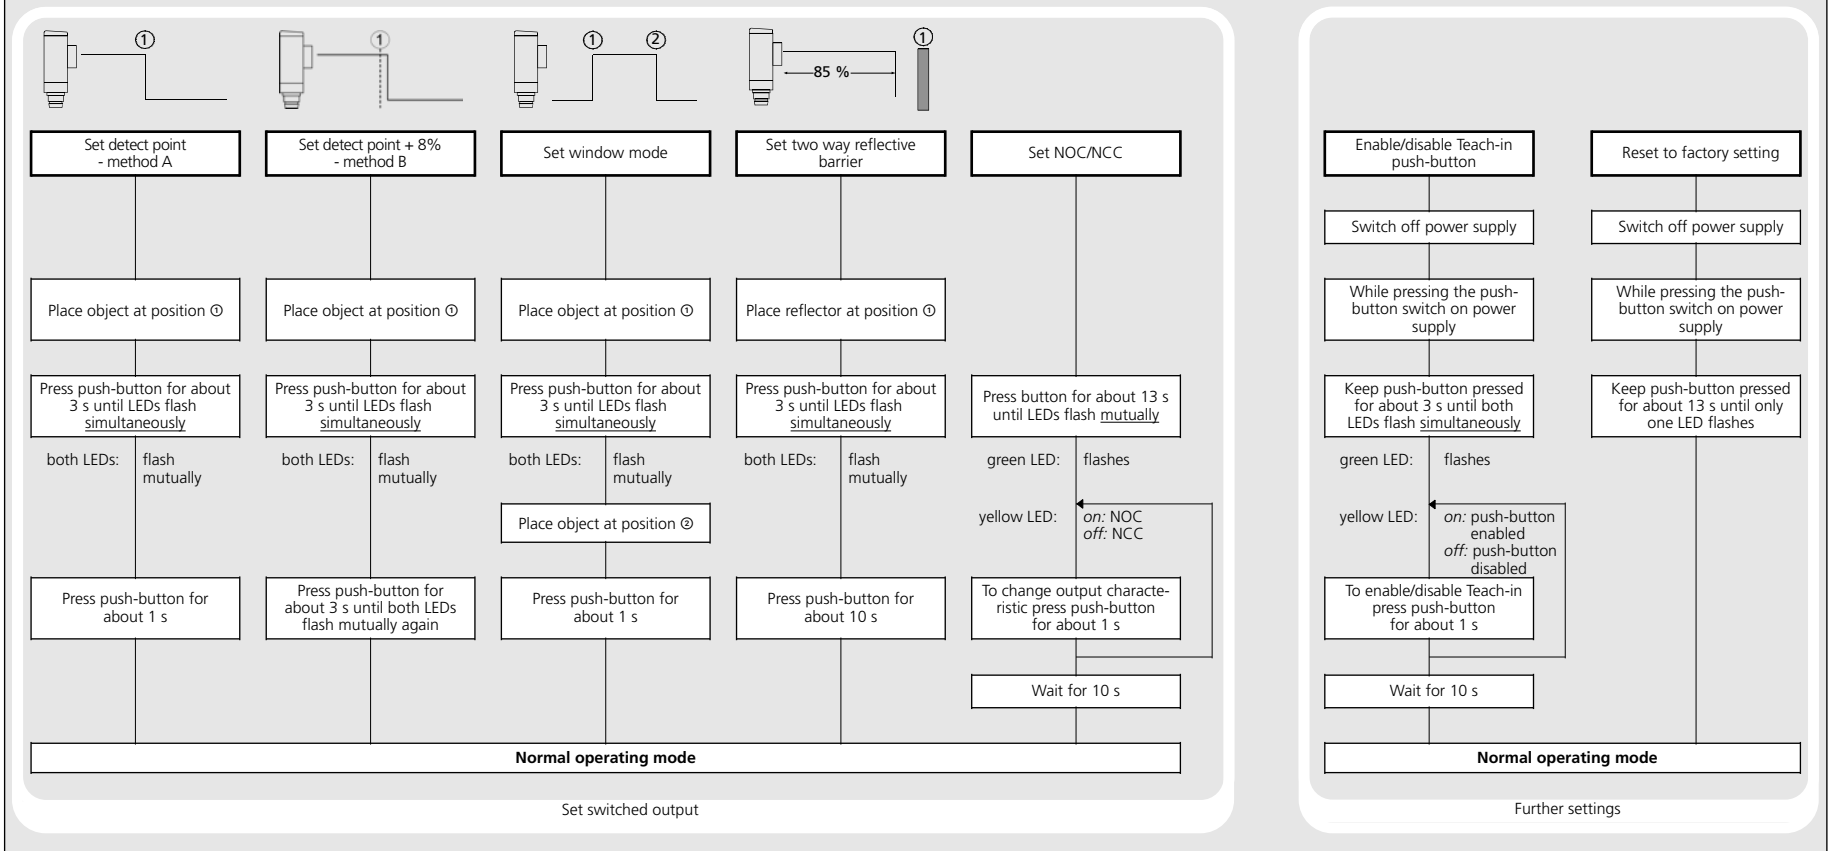 ①
①
①
②
①
85 %
Set detect point
- method A
Set detect point + 8%
- method B
Set window mode
Set two way reflective
barrier
Set NOC/NCC
Enable/disable Teach-in
push-button
Reset to factory setting
Switch off power supply
Switch off power supply
Place object at position ①
Place object at position ①
Place object at position ①
Place reflector at position ①
While pressing the push-
button switch on power
supply
While pressing the push-
button switch on power
supply
Press push-button for about
3 s until LEDs flash
simultaneously
Press push-button for about
3 s until LEDs flash
simultaneously
Press push-button for about
3 s until LEDs flash
simultaneously
Press push-button for about
3 s until LEDs flash
simultaneously
Press button for about 13 s
until LEDs flash mutually
Keep push-button pressed
for about 3 s until both
LEDs flash simultaneously
Keep push-button pressed
for about 13 s until only
one LED flashes
both LEDs: flash
mutually
both LEDs: flash
mutually
both LEDs: flash
mutually
both LEDs: flash
mutually
green LED: flashes
green LED: flashes
Place object at position ②
yellow LED: on: NOC
off: NCC
yellow LED: on: push-button
enabled
off: push-button
disabled
Press push-button for
about 1 s
Press push-button for
about 3 s until both LEDs
flash mutually again
Press push-button for
about 1 s
Press push-button for
about 10 s
To change output characte-
ristic press push-button
for about 1 s
To enable/disable Teach-in
press push-button
for about 1 s
Wait for 10 s
Wait for 10 s
Normal operating mode
Normal operating mode
Set switched output
Further settings